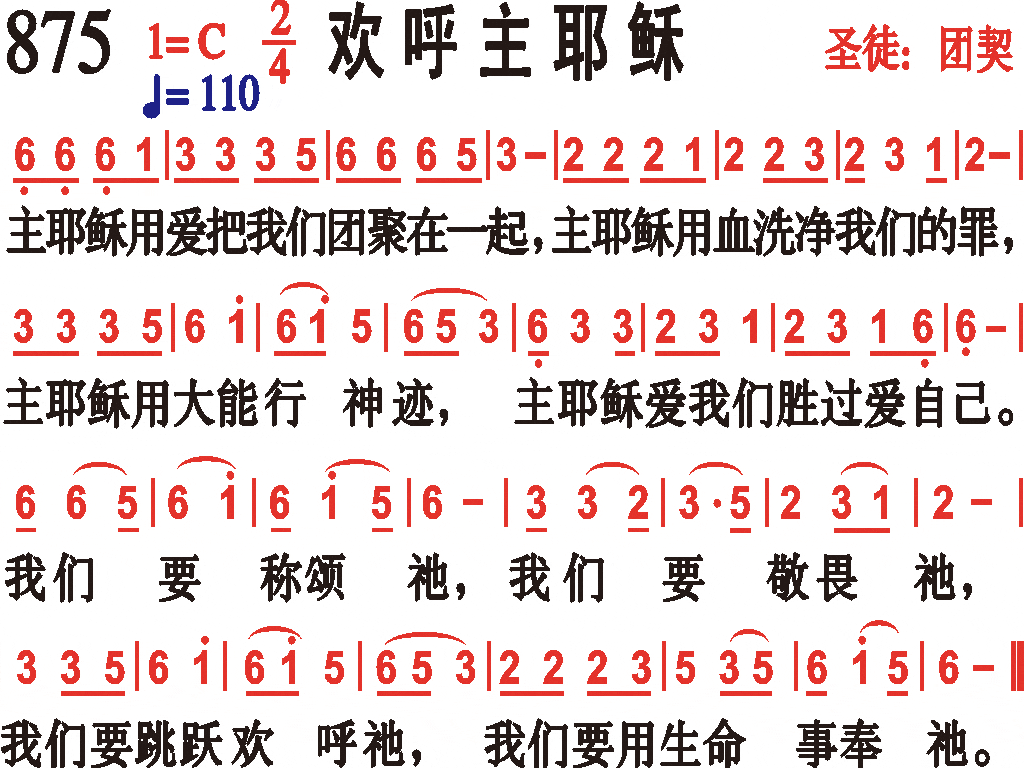 875 1=C 2/4 欢呼主耶稣 圣徒：团契
♩=110
6 6 6 1|3 3 3 5|6 6 6 5|3-|2 2 2 1|2 2 3|2 3 1|2-|
主耶稣用爱把我们团聚在一起，主耶稣用血洗净我们的罪，
3 3 3 5|6 i|6 i 5|6 5 3|6 3 3|2 3 1|2 3 1 6|6-|
主耶稣用大能行 神迹， 主耶稣爱我们胜过爱自己。
6 6 5|6 i|6 i 5|6 -|3 3 2|3·5|2 3 1|2 -|
我们 要 称颂 祂，我们 要 敬畏 祂，
3 3 5|6 i|6 i 5|6 5 3|2 2 2 3|5 3 5|6 i 5|6 -‖
我们要跳跃欢 呼祂， 我们要用生命 事奉 祂。